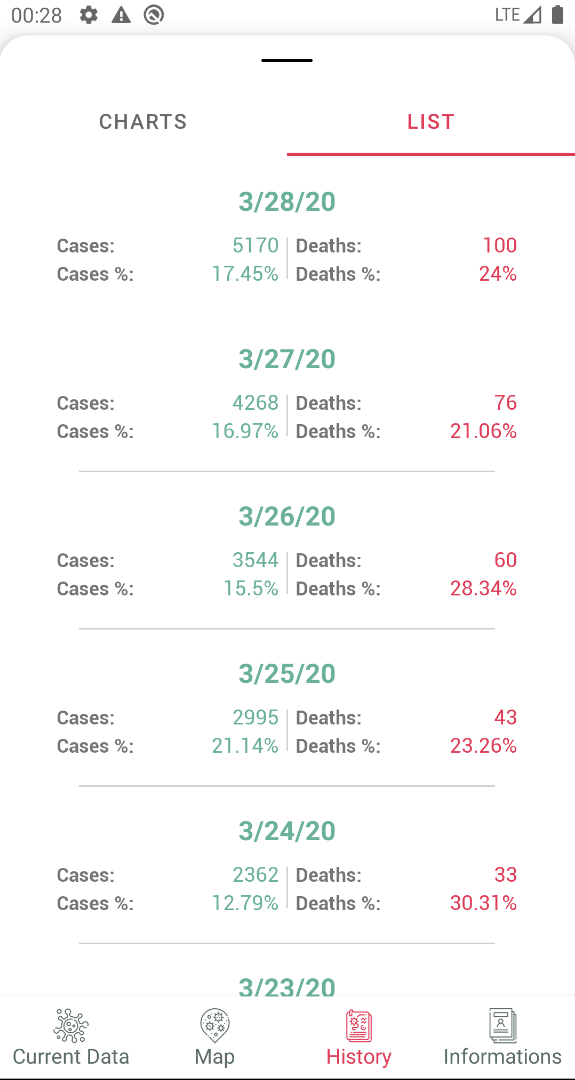 00:28 LTE
CHARTS LIST
3/28/20
Cases: 5170 Deaths: 100
Cases %: 17.45% Deaths %: 24%
3/27/20
Cases: 4268 Deaths: 76
Cases %: 16.97% Deaths %: 21.06%
3/26/20
Cases: 3544 Deaths: 60
Cases %: 15.5% Deaths %: 28.34%
3/25/20
Cases: 2995 Deaths: 43
Cases %: 21.14% Deaths %: 23.26%
3/24/20
Cases: 2362 Deaths: 33
Cases %: 12.79% Deaths %: 30.31%
3/23/20
Current Data Map History Informations